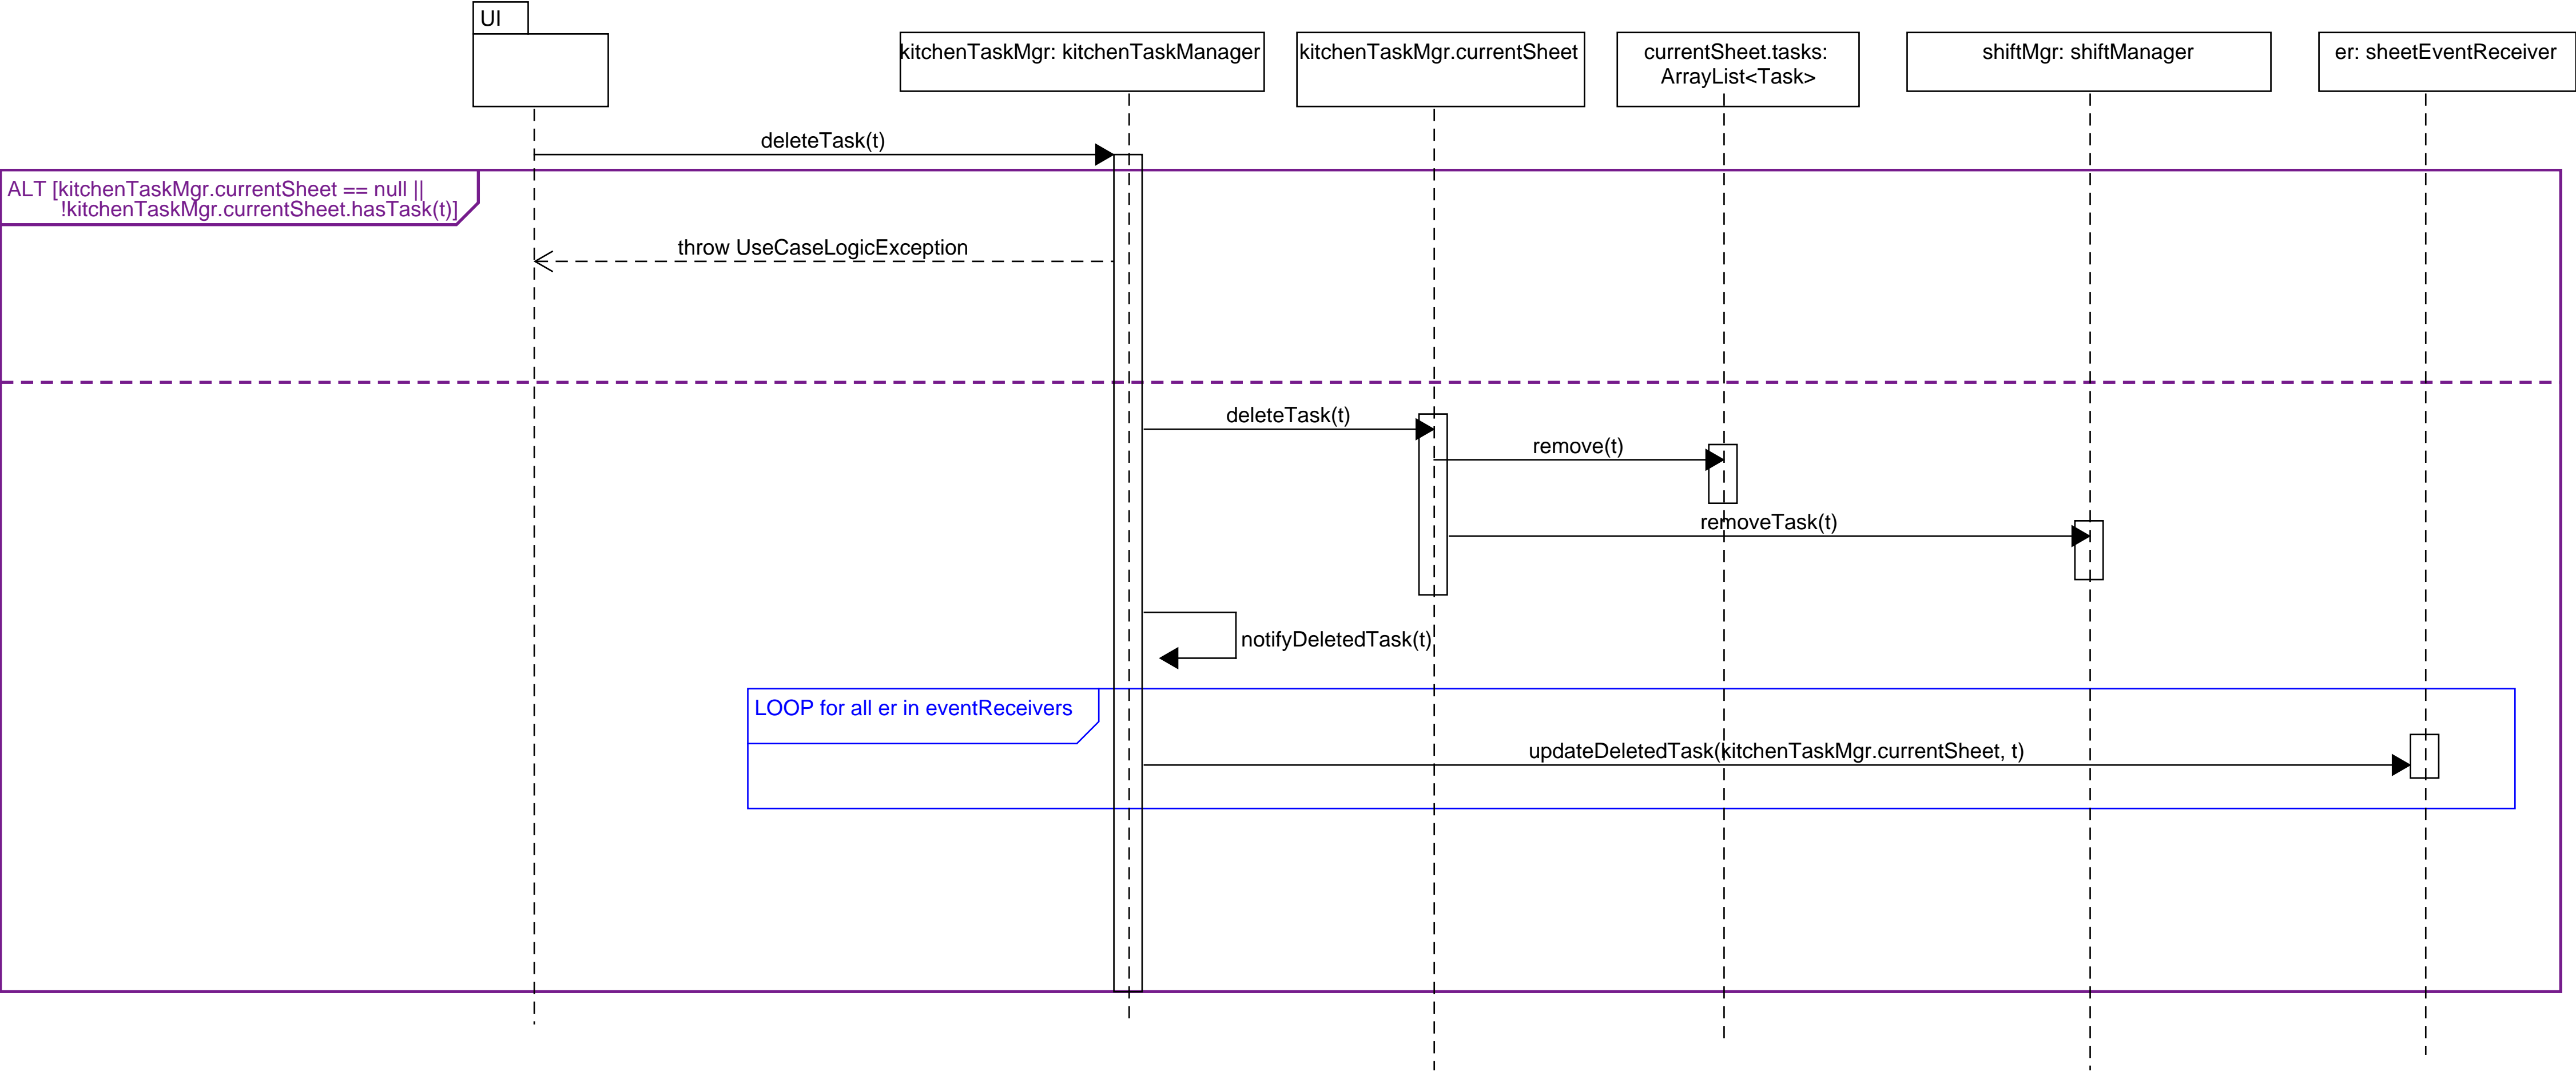 UI
kitchenTaskMgr: kitchenTaskManager
kitchenTaskMgr.currentSheet
currentSheet.tasks:
ArrayList<Task>
shiftMgr: shiftManager
er: sheetEventReceiver
deleteTask(t)
ALT [kitchenTaskMgr.currentSheet == null ||
!kitchenTaskMgr.currentSheet.hasTask(t)]
throw UseCaseLogicException
deleteTask(t)
remove(t)
removeTask(t)
notifyDeletedTask(t)
LOOP for all er in eventReceivers
updateDeletedTask(kitchenTaskMgr.currentSheet, t)